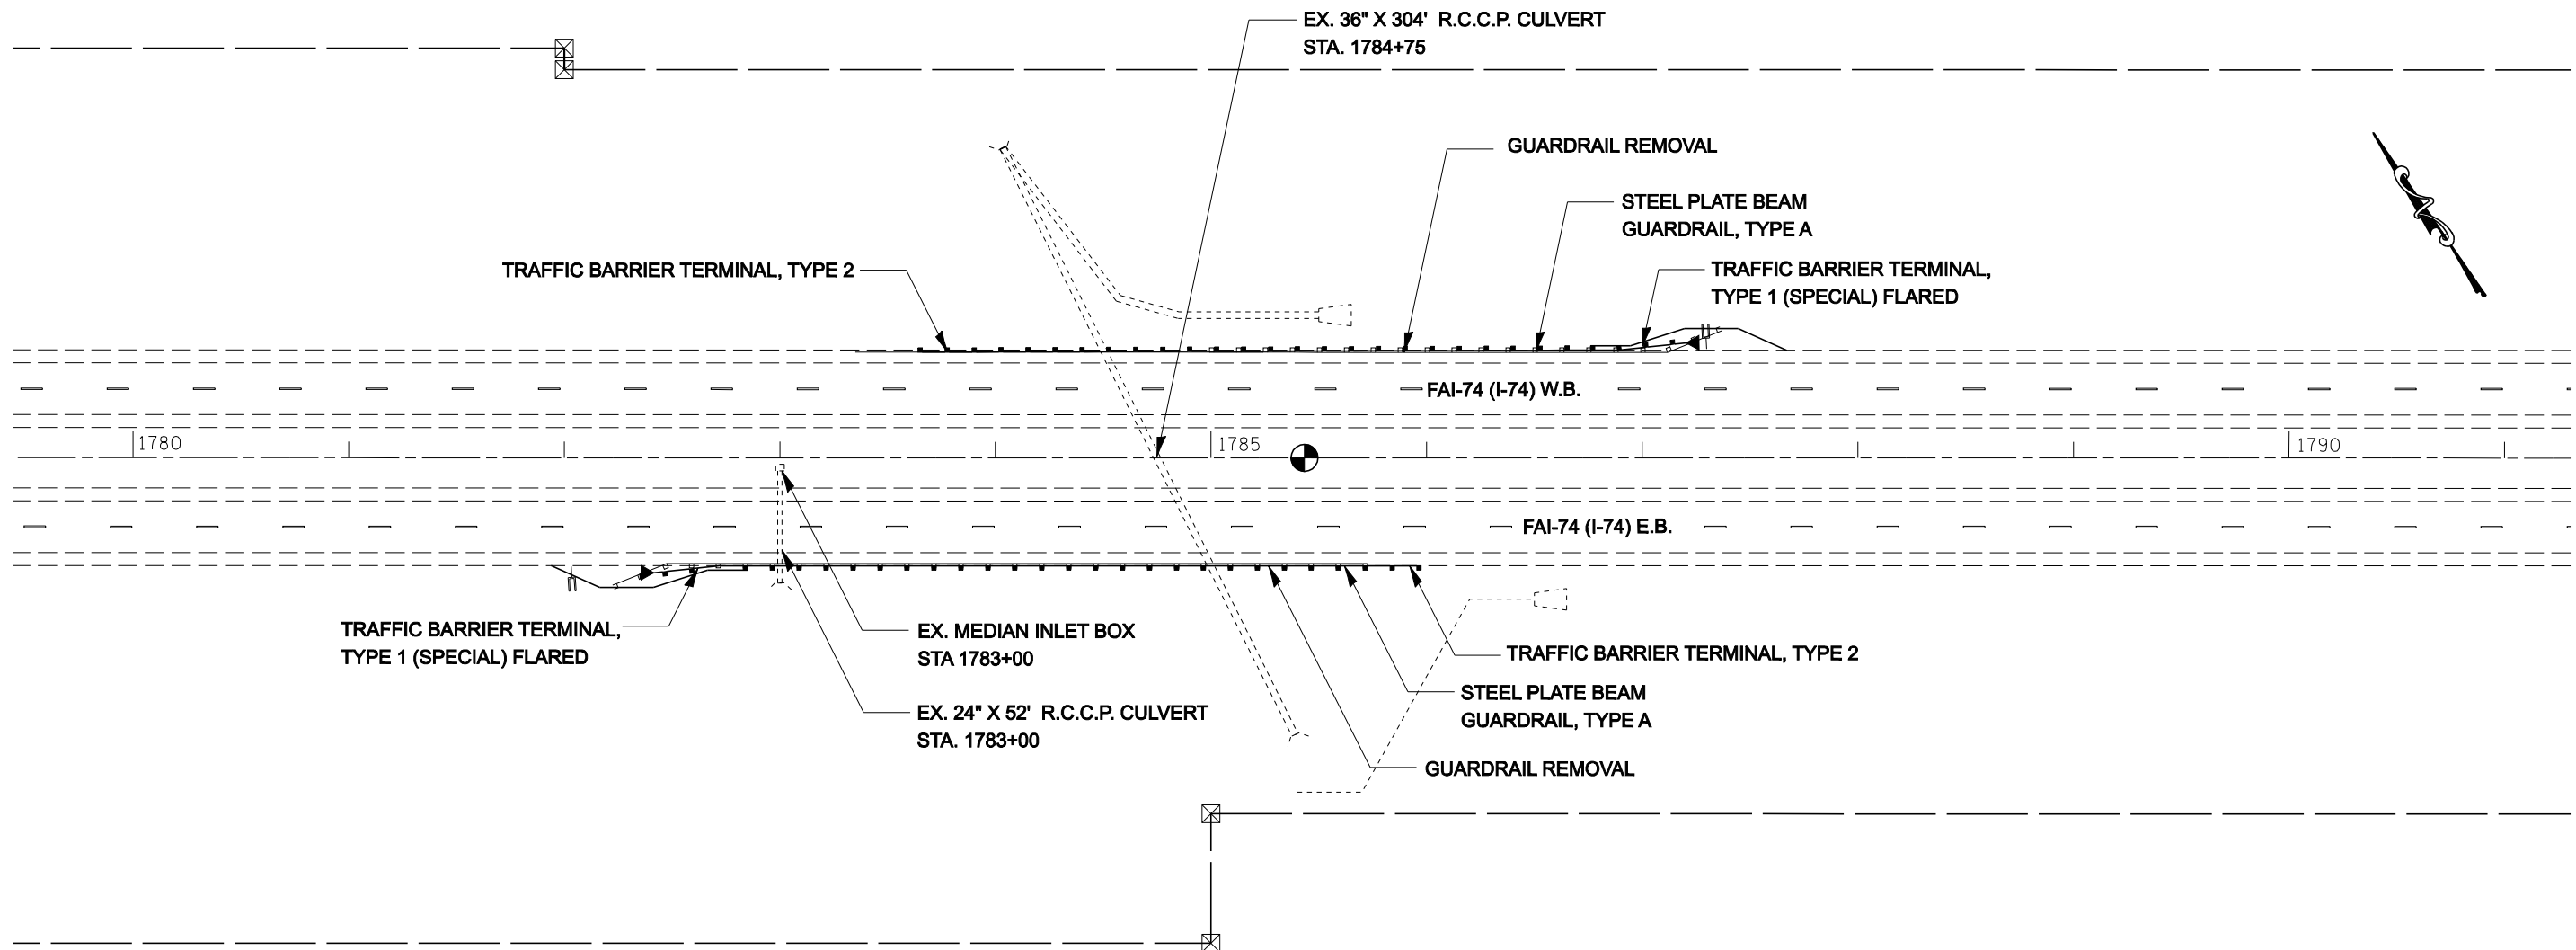 EX. 36" X 304' R.C.C.P. CULVERT
STA. 1784+75
GUARDRAIL REMOVAL
STEEL PLATE BEAM
GUARDRAIL, TYPE A
TRAFFIC BARRIER TERMINAL, TYPE 2
TRAFFIC BARRIER TERMINAL,
TYPE 1 (SPECIAL) FLARED
FAI-74 (I-74) W.B.
1780
1785
1790
FAI-74 (I-74) E.B.
TRAFFIC BARRIER TERMINAL,
TYPE 1 (SPECIAL) FLARED
EX. MEDIAN INLET BOX
STA 1783+00
TRAFFIC BARRIER TERMINAL, TYPE 2
STEEL PLATE BEAM
GUARDRAIL, TYPE A
EX. 24" X 52' R.C.C.P. CULVERT
STA. 1783+00
GUARDRAIL REMOVAL